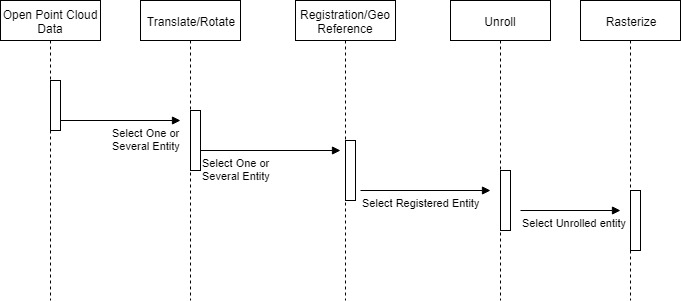 Open Point Cloud
Data
Translate/Rotate
Registration/Geo
Reference
Unroll
Rasterize
Select One or
Several Entity
Select One or
Several Entity
Select Registered Entity
Select Unrolled entity